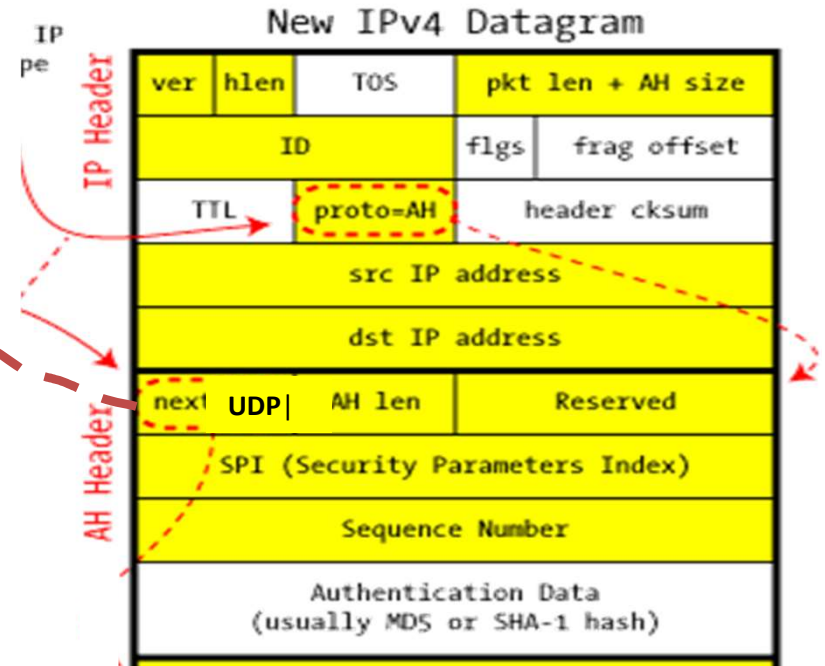 New IPv4 Datagram
IP
pe
IP Header
ver hlen TOS pkt len + AH size
ID flgs frag offset
TTL proto=AH header cksum
src IP address
dst IP address
AH Header
next UDP| AH len Reserved
SPI (Security Parameters Index)
Sequence Number
Authentication Data
(usually MD5 or SHA-1 hash)